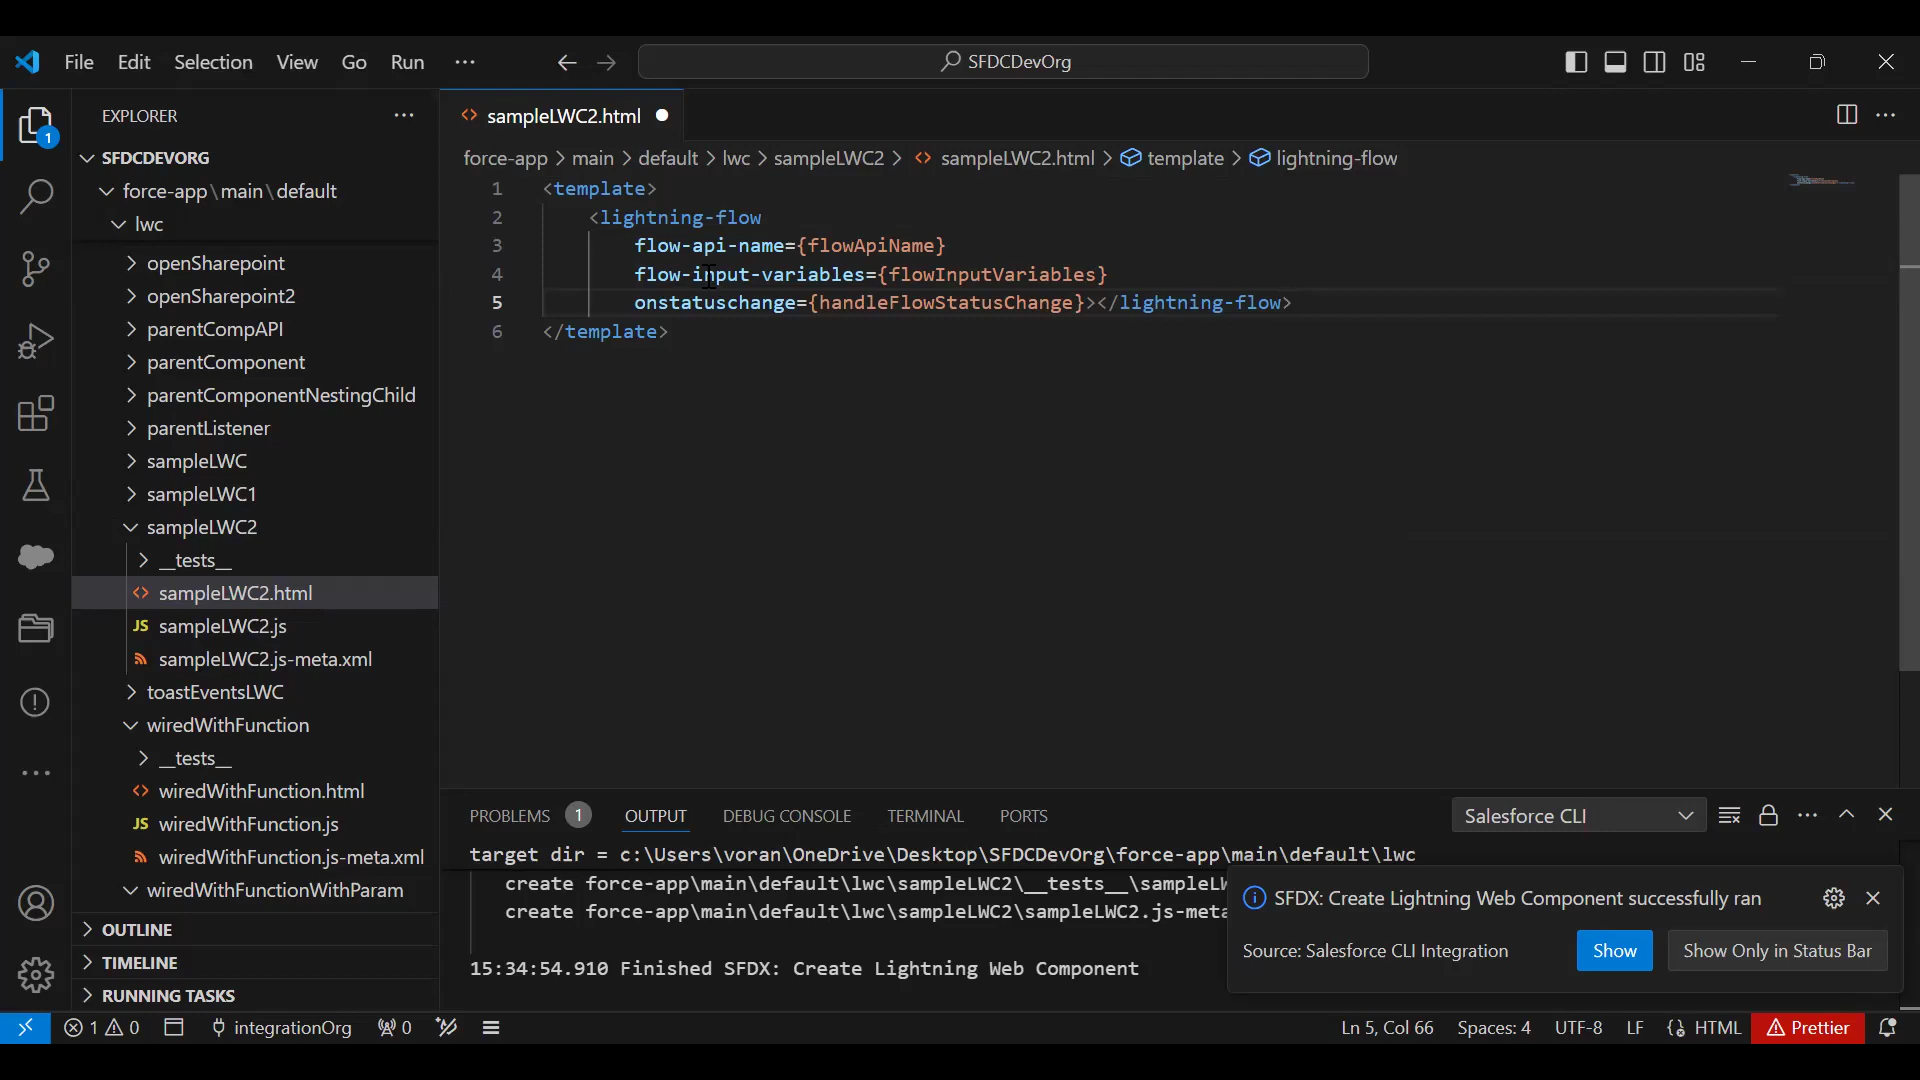 File Edit Selection View Go Run
SFDCDevOrg
EXPLORER
1
SFDCDEVORG
force-app\main\default
lwc
openSharepoint
openSharepoint2
parentCompAPI
parentComponent
parentComponentNestingChild
parentListener
sampleLWC
sampleLWC1
sampleLWC2
__tests__
sampleLWC2.html
JS sampleLWC2.js
sampleLWC2.js-meta.xml
toastEventsLWC
wiredWithFunction
__tests__
wiredWithFunction.html
JS wiredWithFunction.js
wiredWithFunction.js-meta.xml
wiredWithFunctionWithParam
OUTLINE
TIMELINE
RUNNING TASKS
sampleLWC2.html
force-app > main > default > lwc > sampleLWC2 > sampleLWC2.html > template > lightning-flow
1 <template>
2 <lightning-flow
3 flow-api-name={flowApiName}
4 flow-input-variables={flowInputVariables}
5 onstatuschange={handleFlowStatusChange}></lightning-flow>
6 </template>
PROBLEMS 1 OUTPUT DEBUG CONSOLE TERMINAL PORTS
Salesforce CLI
target dir = c:\Users\voran\OneDrive\Desktop\SFDCDevOrg\force-app\main\default\lwc
create force-app\main\default\lwc\sampleLWC2\__tests__\sampleL
create force-app\main\default\lwc\sampleLWC2\sampleLWC2.js-meta
15:34:54.910 Finished SFDX: Create Lightning Web Component
SFDX: Create Lightning Web Component successfully ran
Source: Salesforce CLI Integration
Show
Show Only in Status Bar
1 0 integrationOrg 0
Ln 5, Col 66 Spaces: 4 UTF-8 LF HTML Prettier